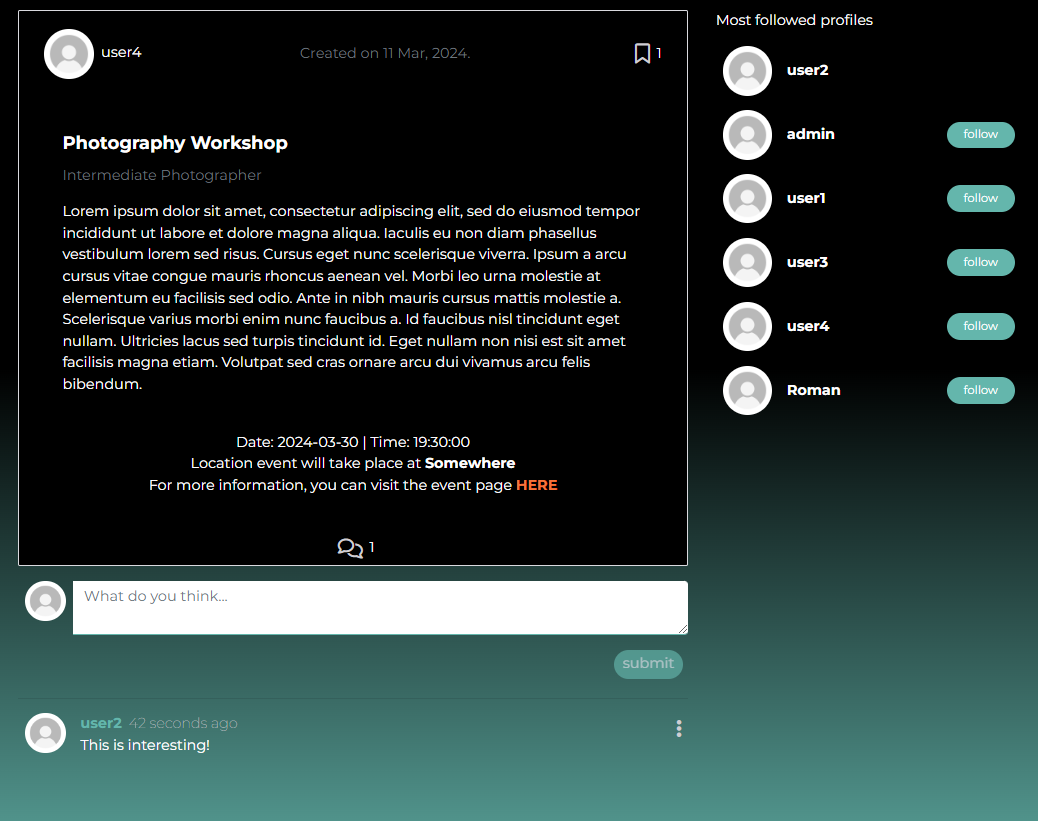 user4
Created on 11 Mar, 2024.
1
Photography Workshop
Intermediate Photographer
Lorem ipsum dolor sit amet, consectetur adipiscing elit, sed do eiusmod tempor
incididunt ut labore et dolore magna aliqua. Iaculis eu non diam phasellus
vestibulum lorem sed risus. Cursus eget nunc scelerisque viverra. Ipsum a arcu
cursus vitae congue mauris rhoncus aenean vel. Morbi leo urna molestie at
elementum eu facilisis sed odio. Ante in nibh mauris cursus mattis molestie a.
Scelerisque varius morbi enim nunc faucibus a. Id faucibus nisl tincidunt eget
nullam. Ultricies lacus sed turpis tincidunt id. Eget nullam non nisi est sit amet
facilisis magna etiam. Volutpat sed cras ornare arcu dui vivamus arcu felis
bibendum.
Date: 2024-03-30 | Time: 19:30:00
Location event will take place at Somewhere
For more information, you can visit the event page HERE
1
What do you think...
submit
user2 42 seconds ago
This is interesting!
Most followed profiles
user2
admin follow
user1 follow
user3 follow
user4 follow
Roman follow